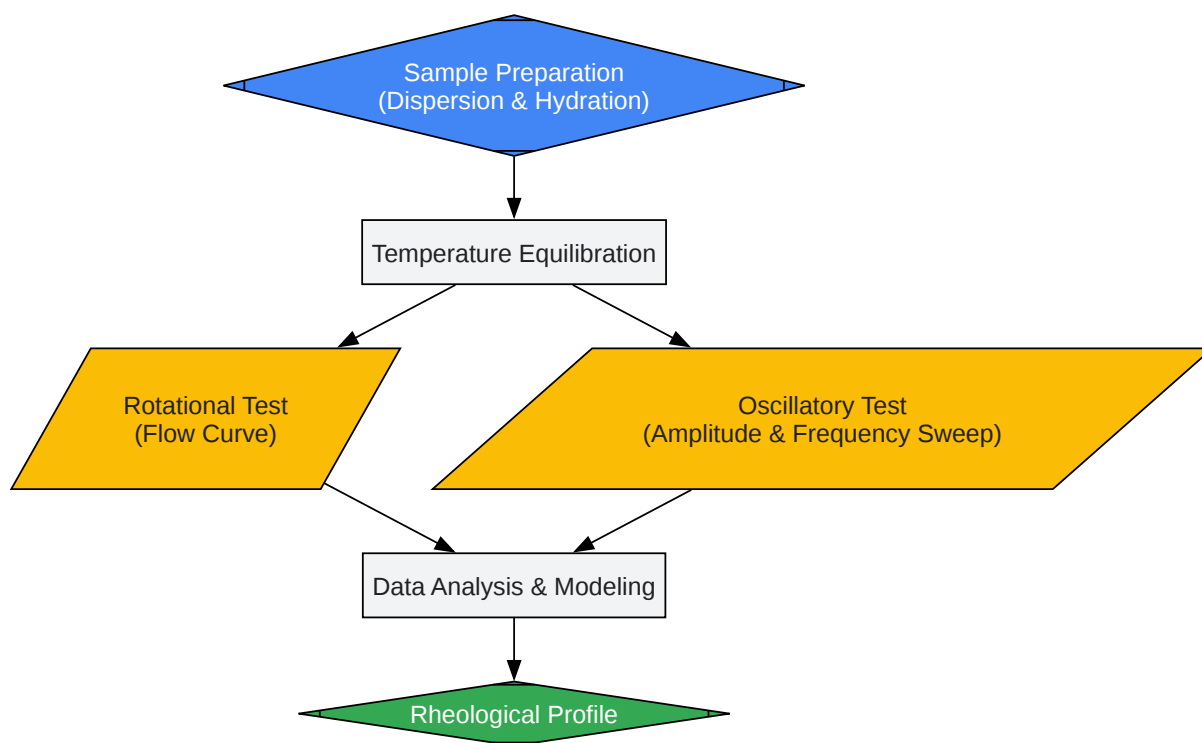 Sample Preparation
(Dispersion & Hydration)
Temperature Equilibration
Rotational Test
(Flow Curve)
Oscillatory Test
(Amplitude & Frequency Sweep)
Data Analysis & Modeling
Rheological Profile